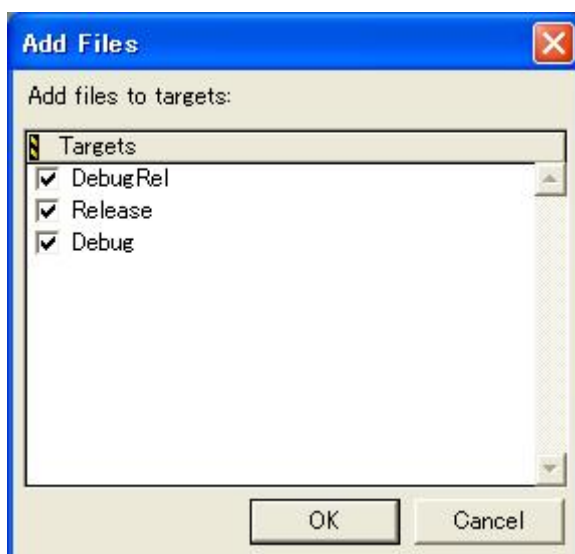 Add Files
Add files to targets:
Targets
DebugRel
Release
Debug
OK
Cancel